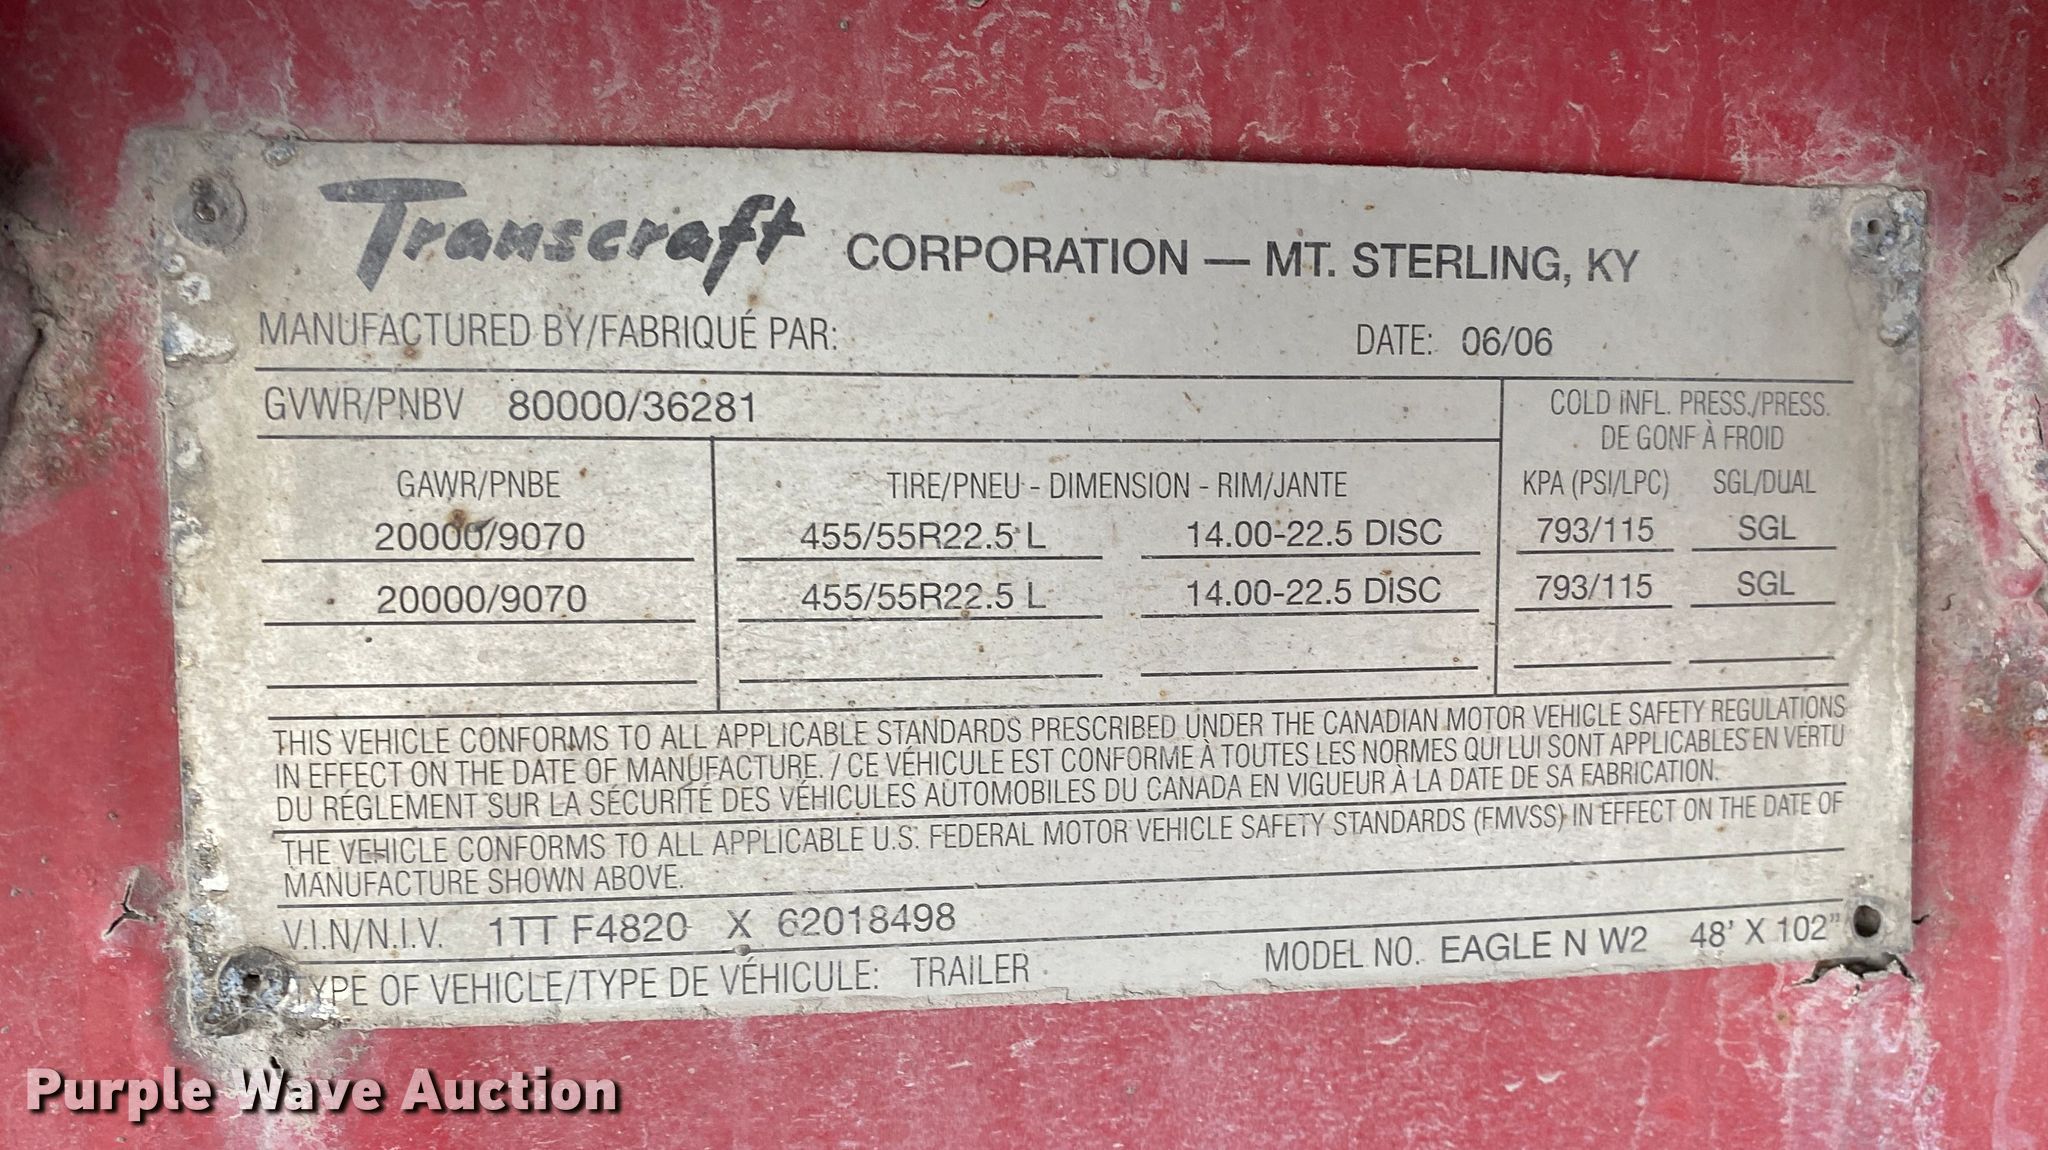 Transcraft CORPORATION — MT. STERLING, KY
MANUFACTURED BY/FABRIQUÉ PAR: DATE: 06/06
GVWR/PNBV 80000/36281
COLD INFL. PRESS./PRESS.
DE GONF À FROID
GAWR/PNBE TIRE/PNEU - DIMENSION - RIM/JANTE KPA (PSI/LPC) SGL/DUAL
20000/9070 455/55R22.5 L 14.00-22.5 DISC 793/115 SGL
20000/9070 455/55R22.5 L 14.00-22.5 DISC 793/115 SGL
THIS VEHICLE CONFORMS TO ALL APPLICABLE STANDARDS PRESCRIBED UNDER THE CANADIAN MOTOR VEHICLE SAFETY REGULATIONS
IN EFFECT ON THE DATE OF MANUFACTURE. / CE VÉHICULE EST CONFORME À TOUTES LES NORMES QUI LUI SONT APPLICABLES EN VERTU
DU RÉGLEMENT SUR LA SÉCURITÉ DES VÉHICULES AUTOMOBILES DU CANADA EN VIGUEUR À LA DATE DE SA FABRICATION.
THE VEHICLE CONFORMS TO ALL APPLICABLE U.S. FEDERAL MOTOR VEHICLE SAFETY STANDARDS (FMVSS) IN EFFECT ON THE DATE OF
MANUFACTURE SHOWN ABOVE.
V.I.N/N.I.V. 1TT F4820 X 62018498
TYPE OF VEHICLE/TYPE DE VÉHICULE: TRAILER MODEL NO. EAGLE N W2 48' X 102"
Purple Wave Auction